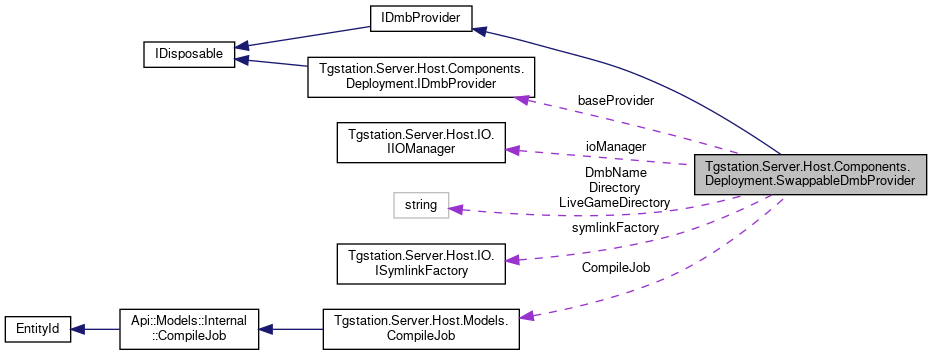 IDmbProvider
IDisposable
Tgstation.Server.Host.Components.
Deployment.IDmbProvider
baseProvider
Tgstation.Server.Host.IO.
IIOManager
ioManager
Tgstation.Server.Host.Components.
Deployment.SwappableDmbProvider
DmbName
Directory
LiveGameDirectory
string
symlinkFactory
Tgstation.Server.Host.IO.
ISymlinkFactory
CompileJob
EntityId
Api::Models::Internal
::CompileJob
Tgstation.Server.Host.Models.
CompileJob